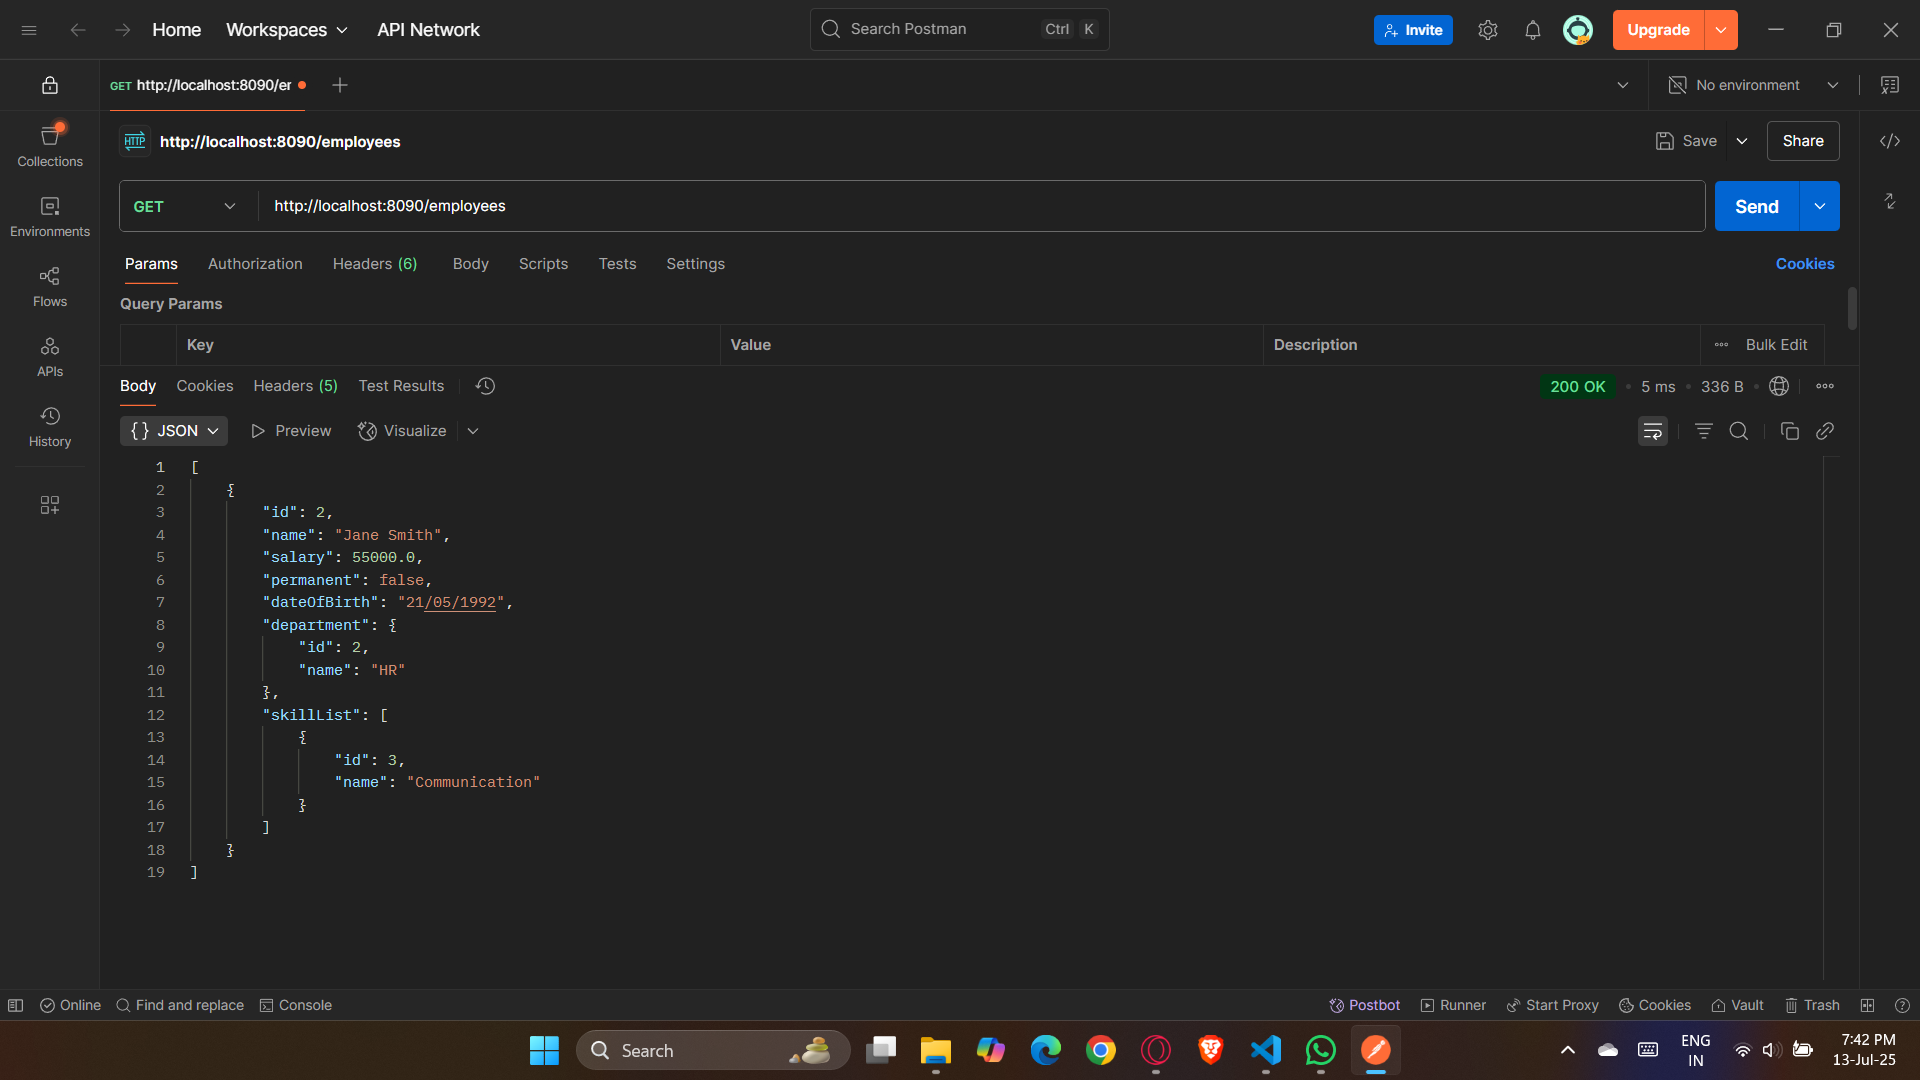 Home Workspaces API Network Search Postman Ctrl K Invite Upgrade
GET http://localhost:8090/er No environment
HTTP http://localhost:8090/employees Save Share
GET http://localhost:8090/employees Send
Params Authorization Headers (6) Body Scripts Tests Settings Cookies
Query Params
Key Value Description Bulk Edit
Body Cookies Headers (5) Test Results 200 OK 5 ms 336 B
{} JSON Preview Visualize
1 [
2 {
3 "id": 2,
4 "name": "Jane Smith",
5 "salary": 55000.0,
6 "permanent": false,
7 "dateOfBirth": "21/05/1992",
8 "department": {
9 "id": 2,
10 "name": "HR"
11 },
12 "skillList": [
13 {
14 "id": 3,
15 "name": "Communication"
16 }
17 ]
18 }
19 ]
Collections
Environments
Flows
APIs
History
Online Find and replace Console Postbot Runner Start Proxy Cookies Vault Trash
Search ENG IN 7:42 PM
13-Jul-25